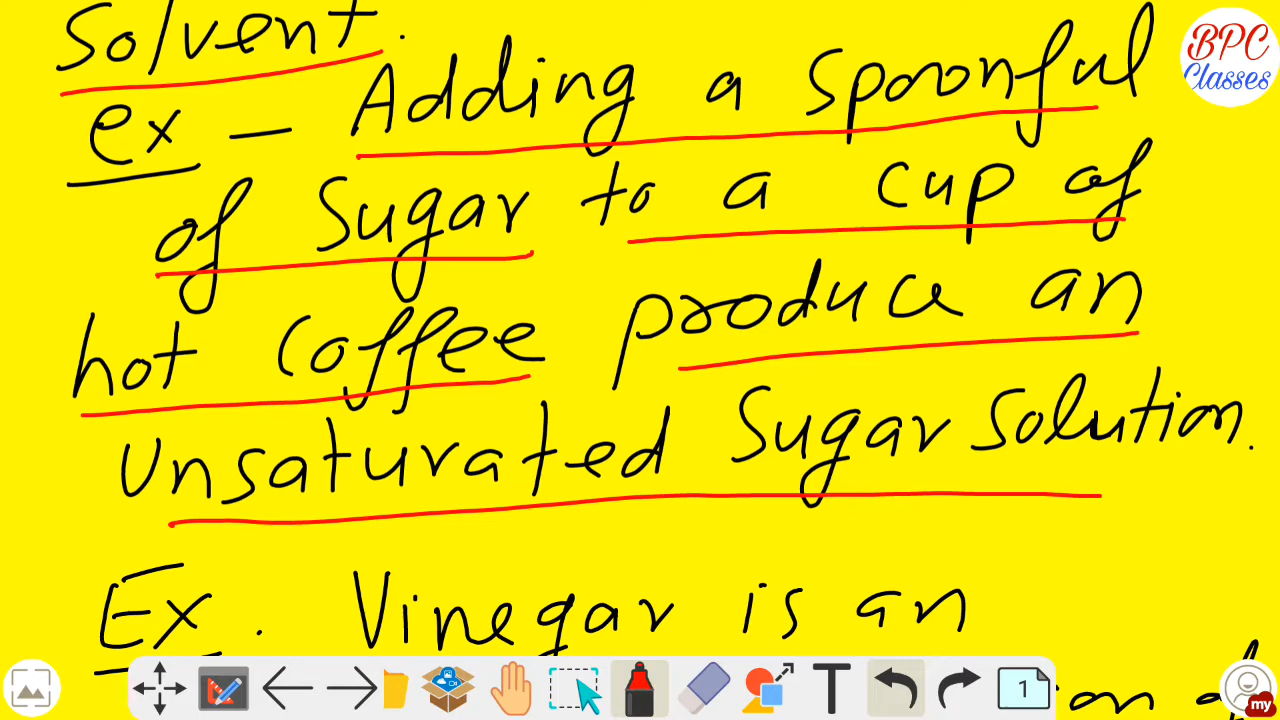 Solvent.
BPC
Classes
ex - Adding a spoonful
of Sugar to a cup of
hot Coffee produce an
Unsaturated Sugar Solution.
Ex. Vinegar is an
T
1
my